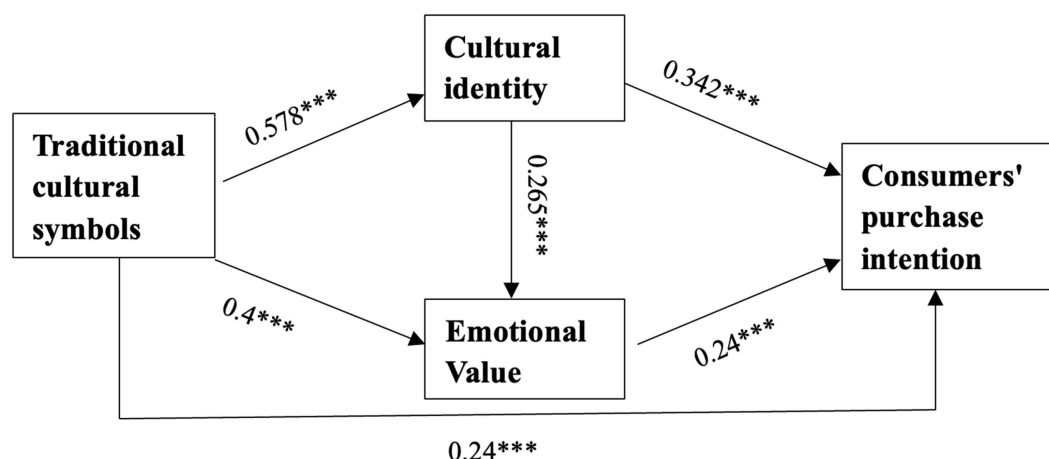 Cultural
identity
0.578***
0.342***
Traditional
cultural
symbols
0.265***
Consumers'
purchase
intention
0.4***
Emotional
Value
0.24***
0.24***